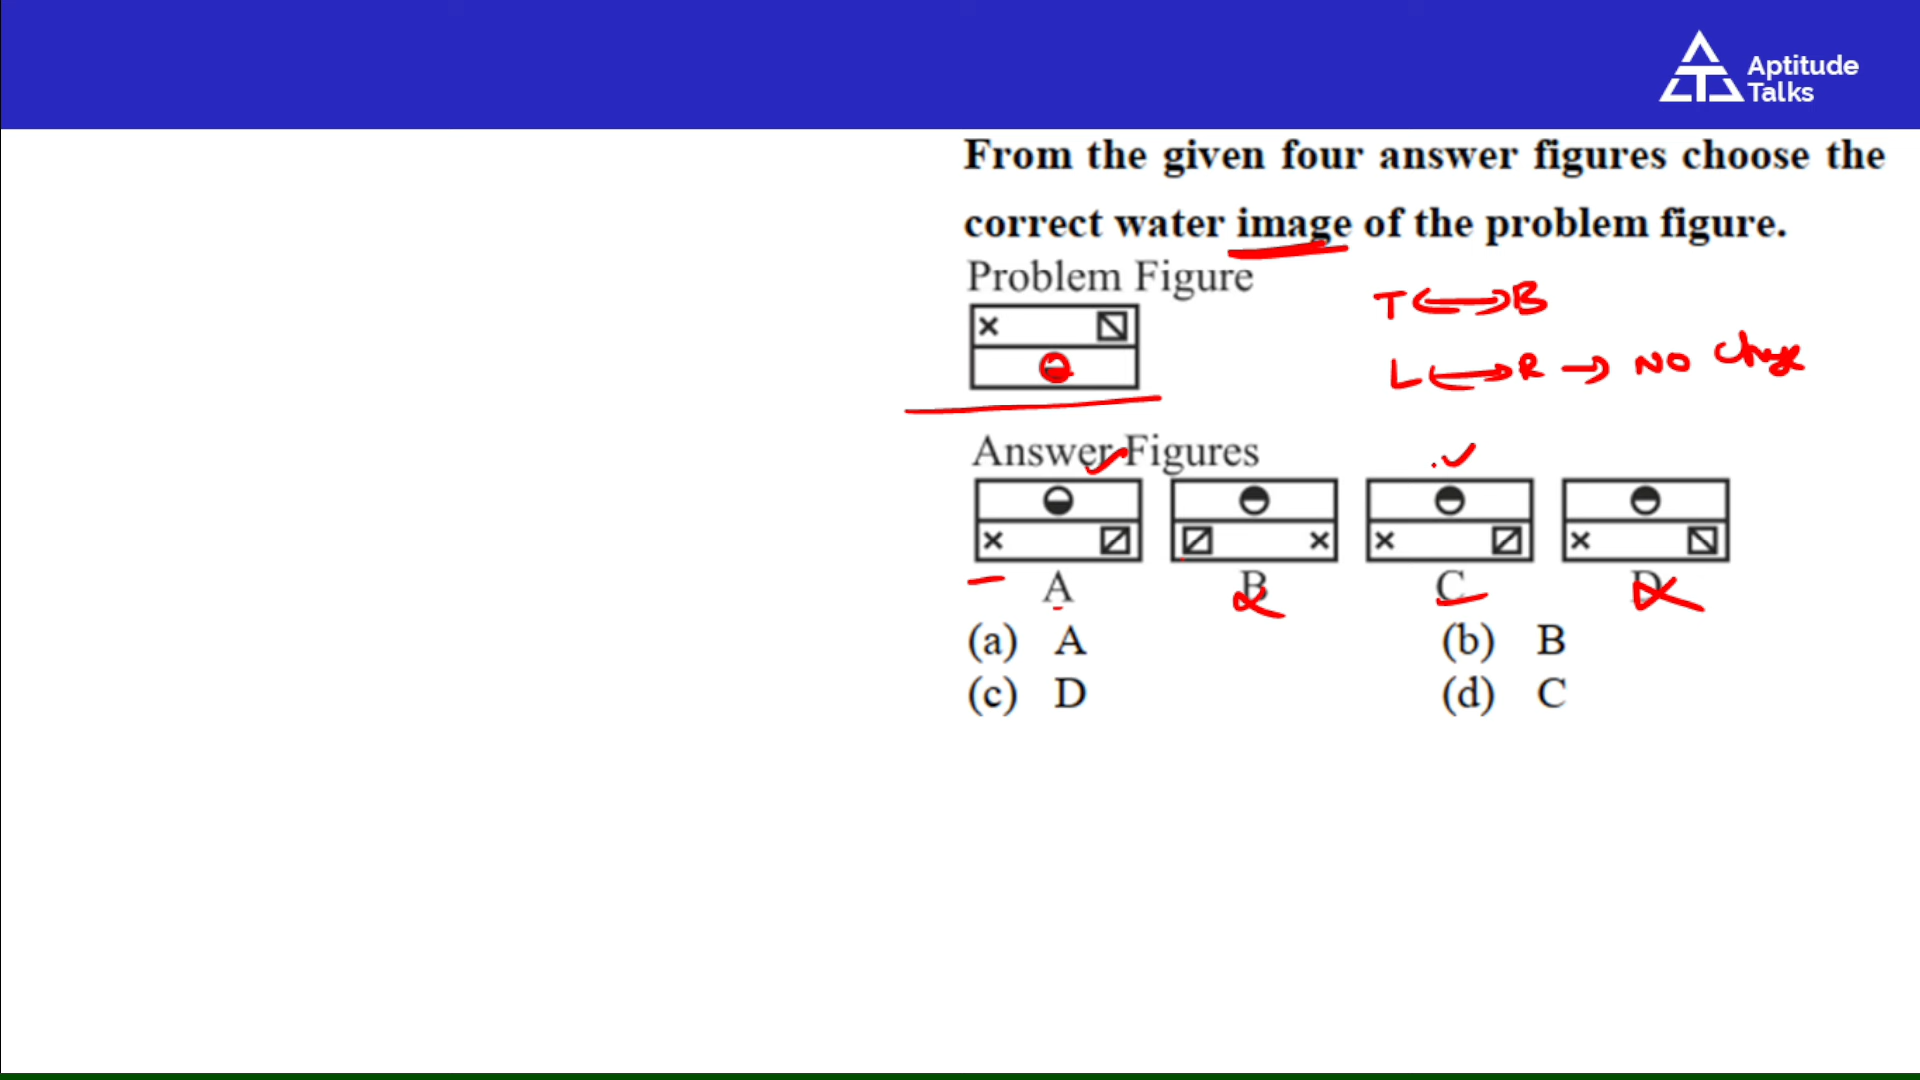 Aptitude
Talks
From the given four answer figures choose the
correct water image of the problem figure.
Problem Figure
T B
L R → NO Change
Answer Figures
A B C D
(a) A (b) B
(c) D (d) C